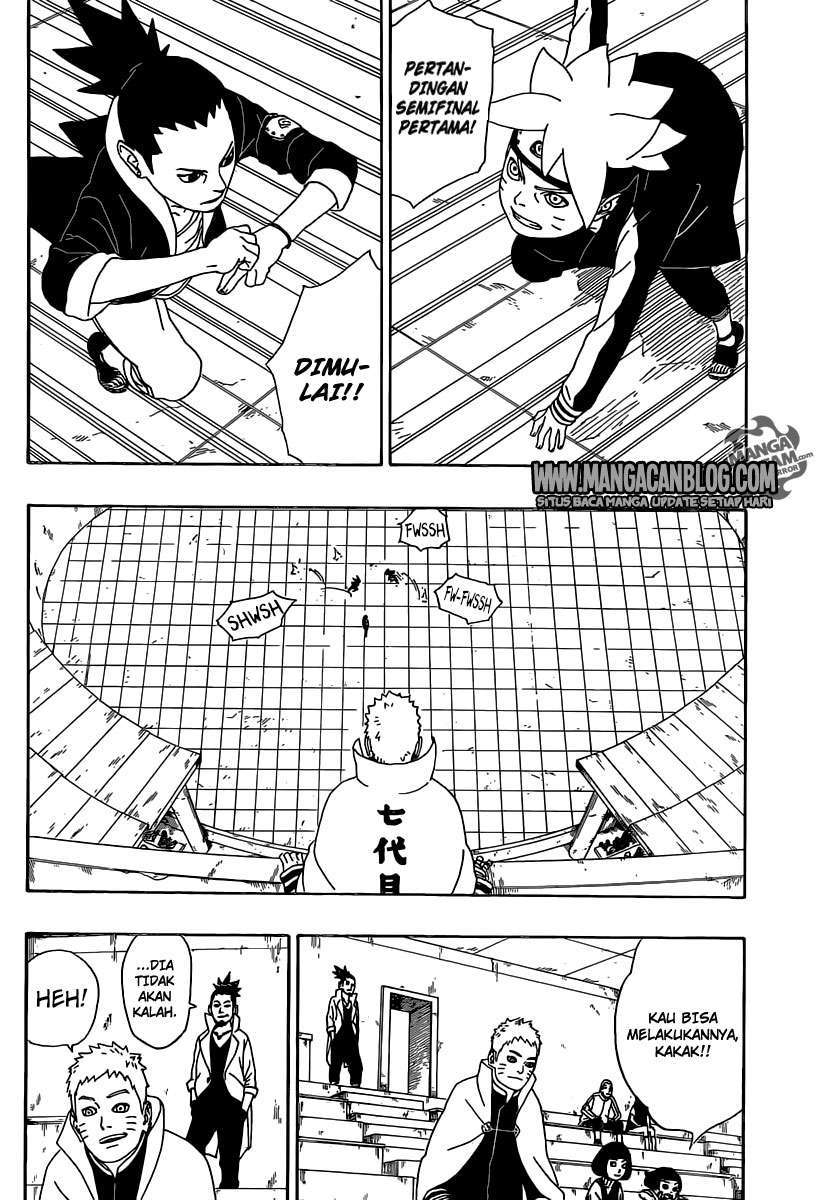 PERTAN-
DINGAN
SEMIFINAL
PERTAMA!
DIMU-
LAI!!
WWW.MANGACANBLOG.COM
SITUS BACA MANGA UPDATE SETIAP HARI
FWSSH
FW-FWSSH
SHWSH
七代目
KAU BISA
MELAKUKANNYA,
KAKAK!!
...DIA
TIDAK
AKAN
KALAH.
HEH!